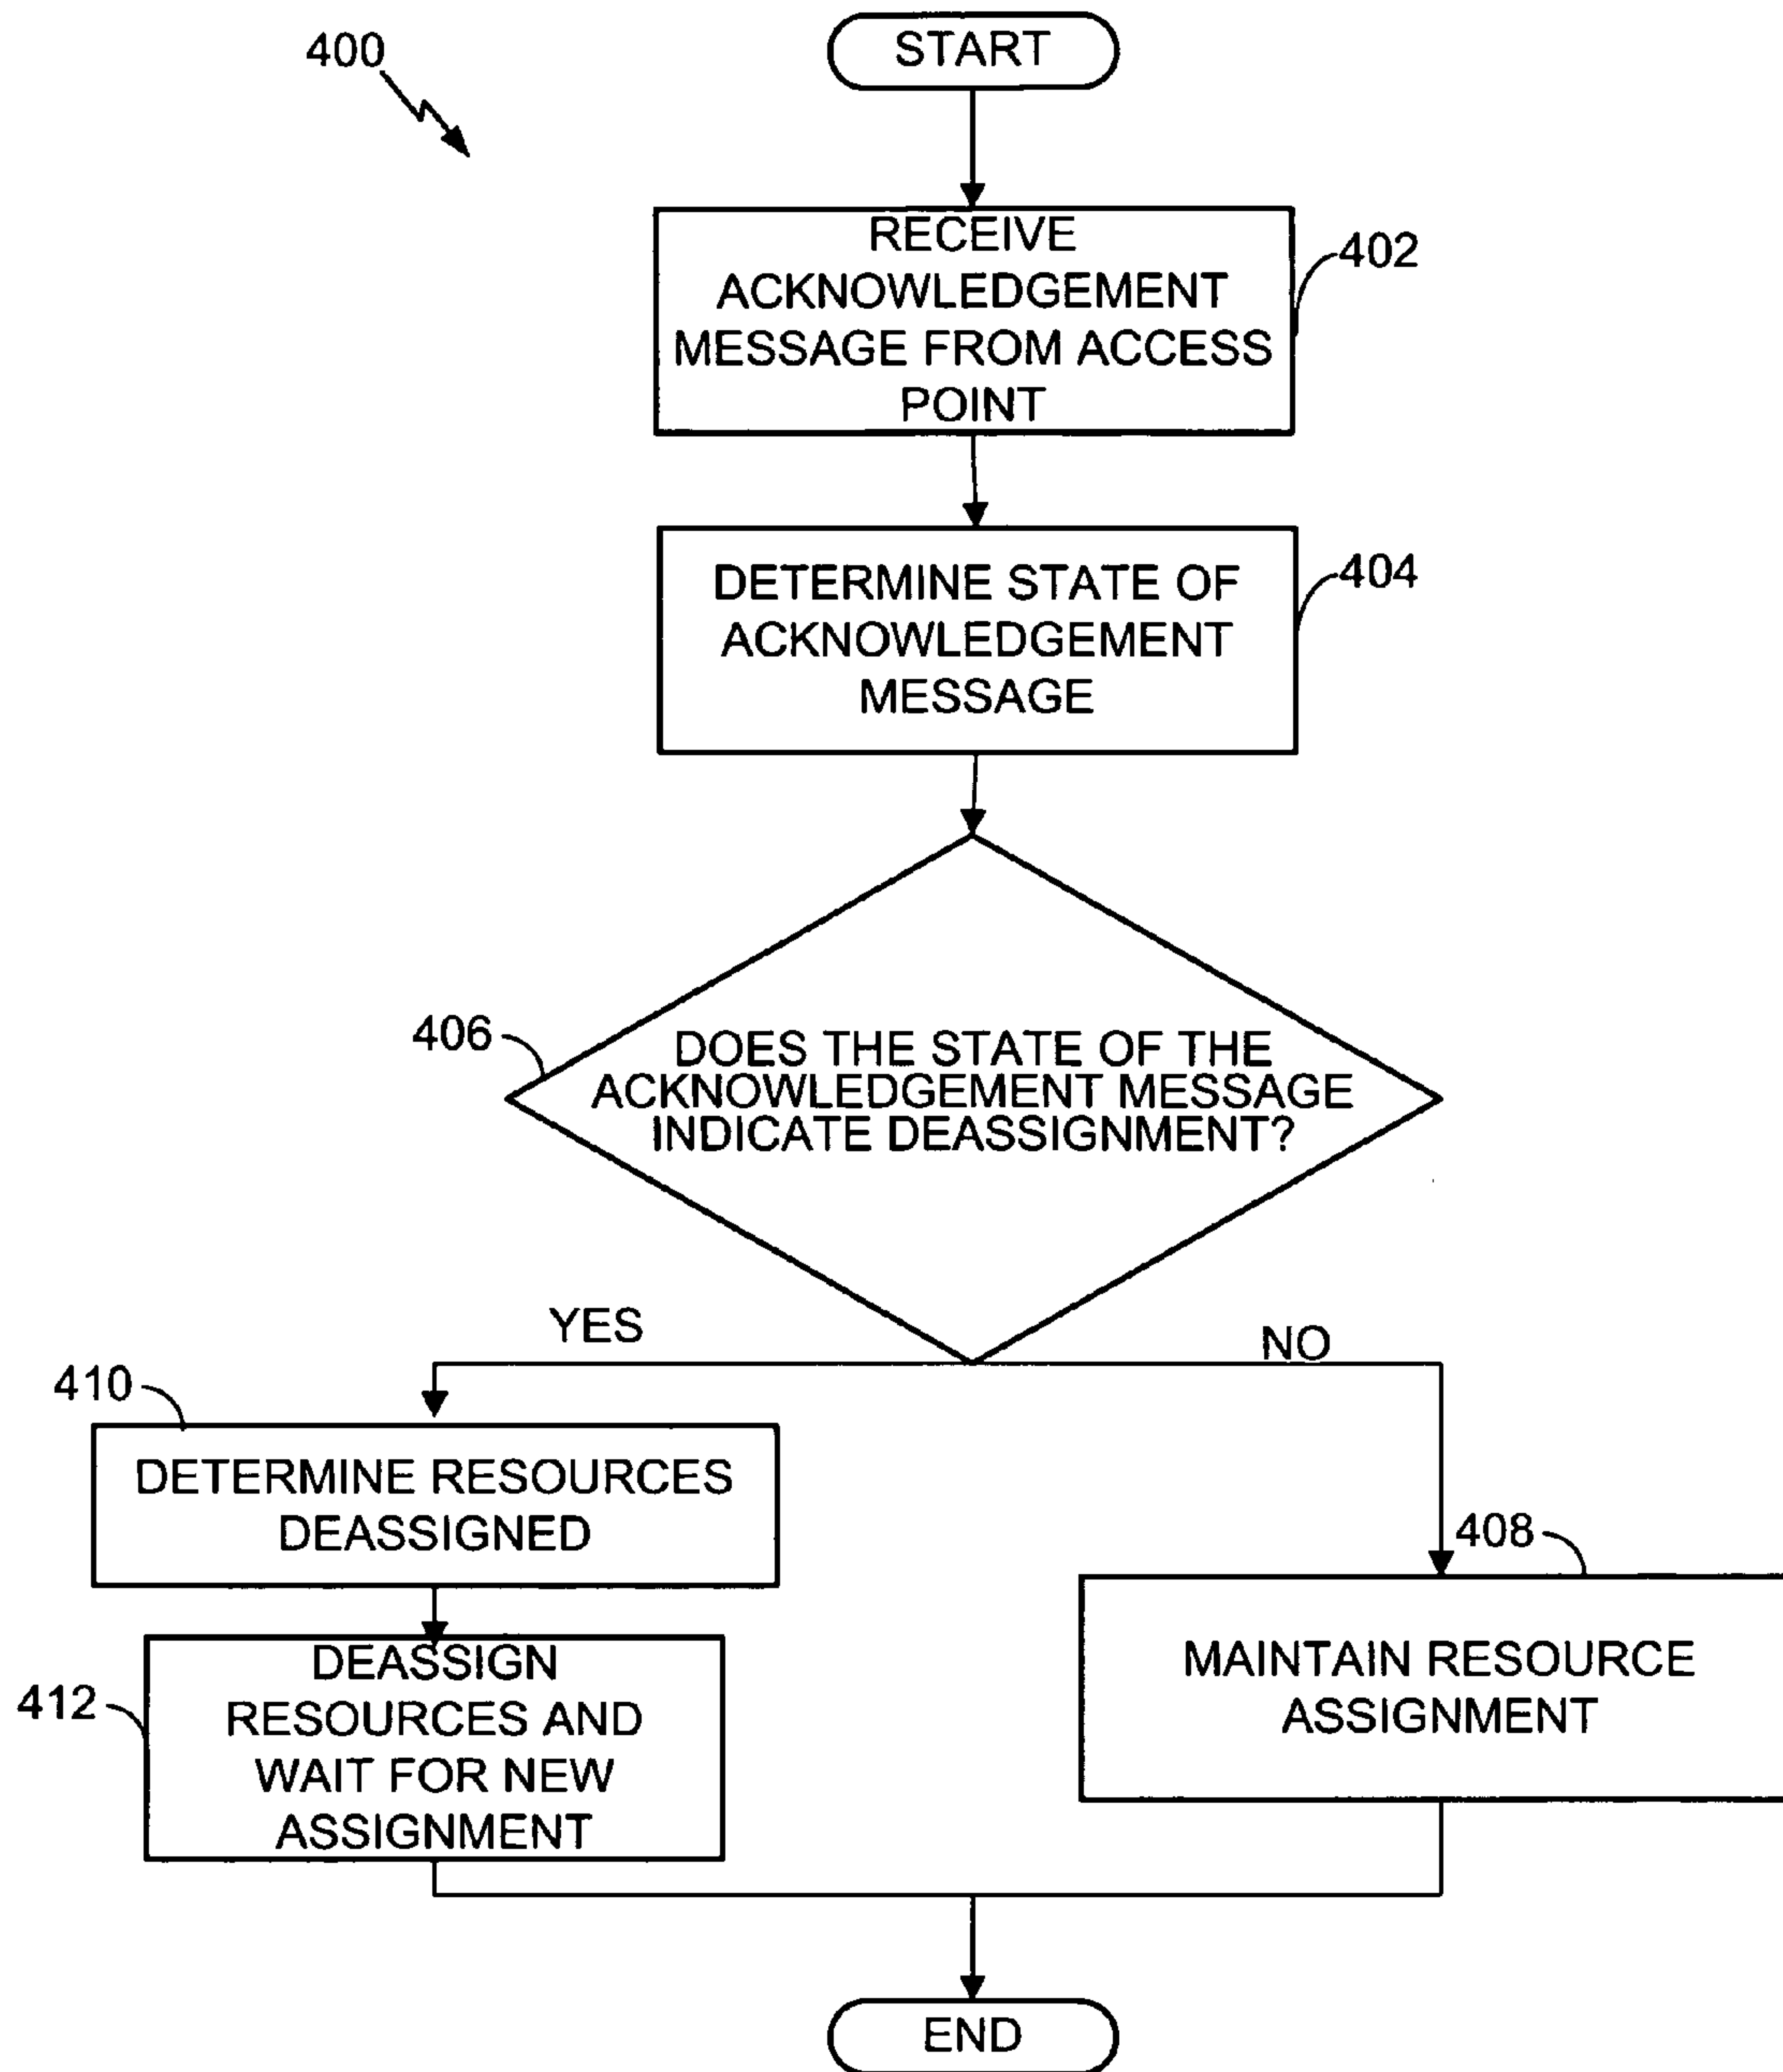 400
START
RECEIVE
ACKNOWLEDGEMENT
MESSAGE FROM ACCESS
POINT
402
DETERMINE STATE OF
ACKNOWLEDGEMENT
MESSAGE
404
406
DOES THE STATE OF THE
ACKNOWLEDGEMENT MESSAGE
INDICATE DEASSIGNMENT?
YES
NO
410
DETERMINE RESOURCES
DEASSIGNED
408
MAINTAIN RESOURCE
ASSIGNMENT
412
DEASSIGN
RESOURCES AND
WAIT FOR NEW
ASSIGNMENT
END